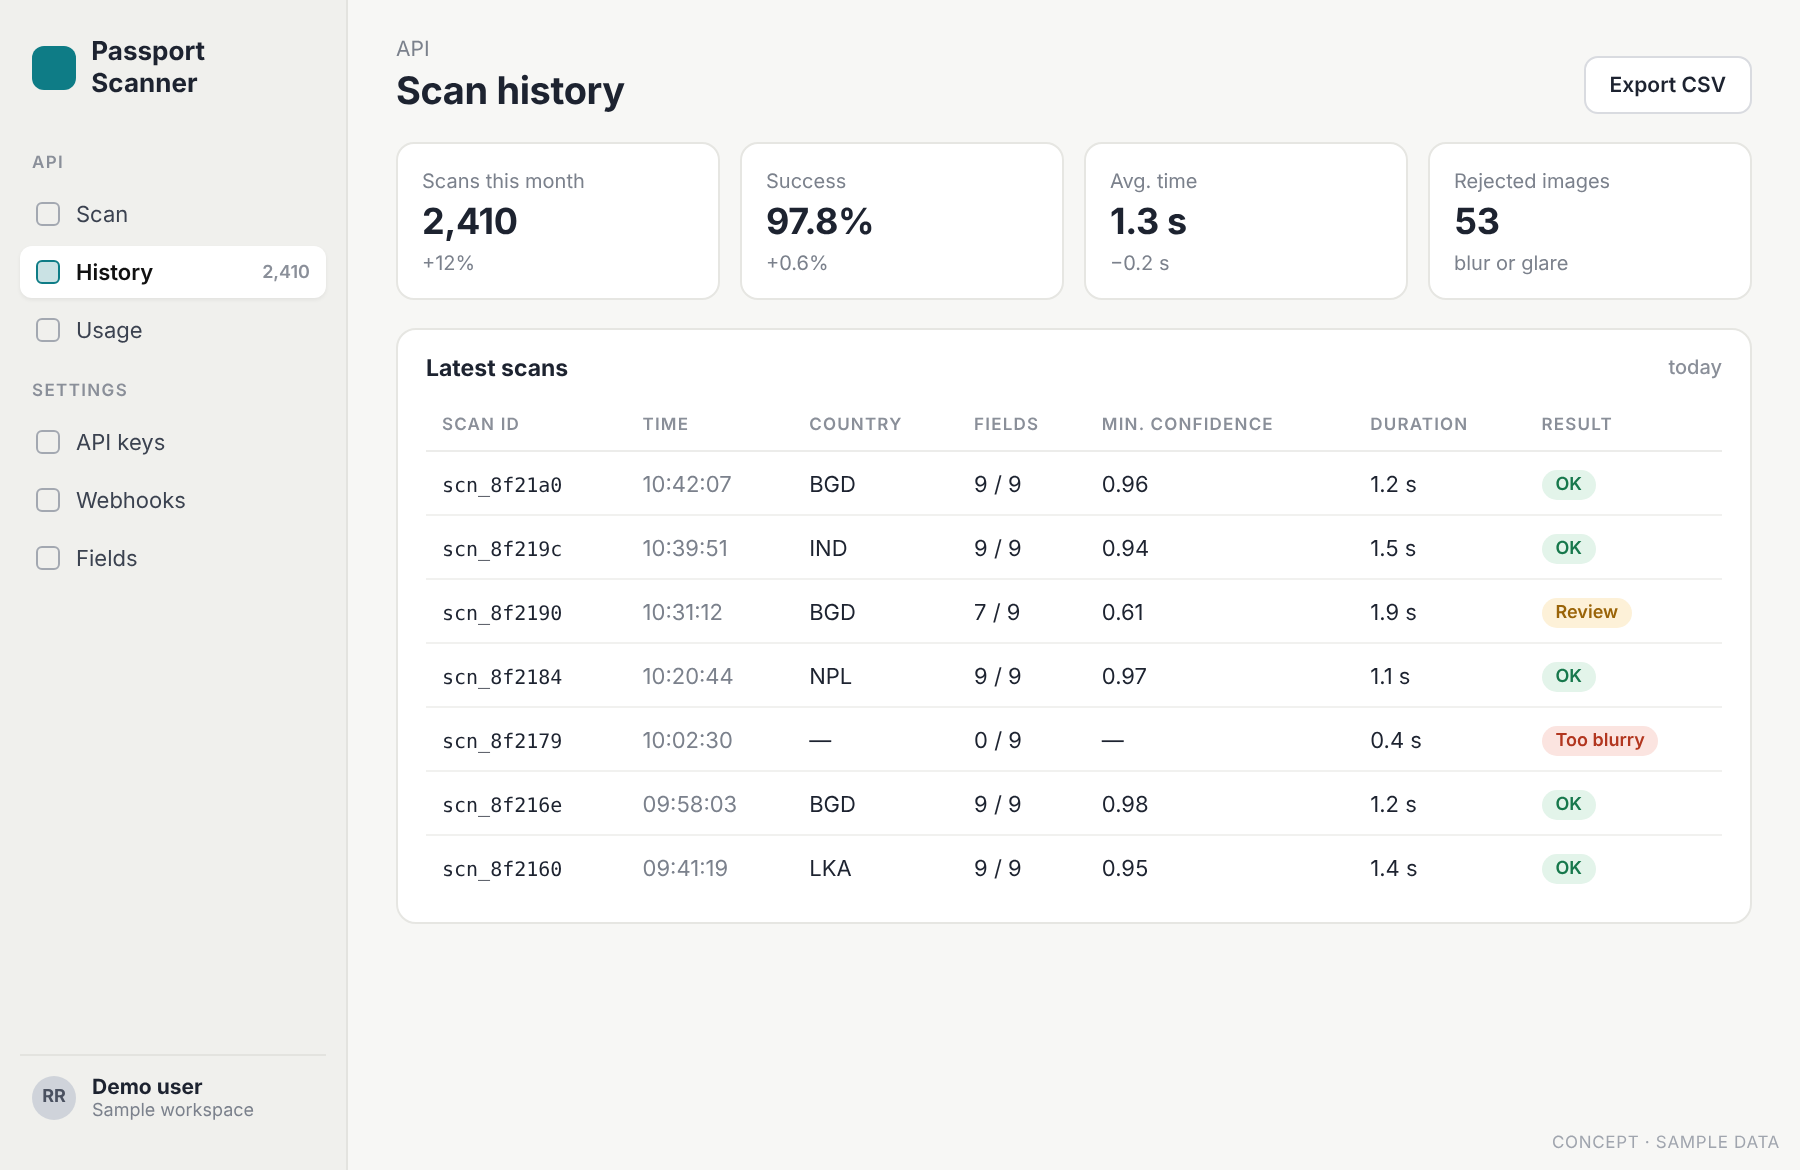 Passport
Scanner
API
Scan
History 2,410
Usage
SETTINGS
API keys
Webhooks
Fields
RR
Demo user
Sample workspace
API
Scan history
Export CSV
Scans this month
2,410
+12%
Success
97.8%
+0.6%
Avg. time
1.3 s
−0.2 s
Rejected images
53
blur or glare
Latest scans today
SCAN ID TIME COUNTRY FIELDS MIN. CONFIDENCE DURATION RESULT
scn_8f21a0 10:42:07 BGD 9 / 9 0.96 1.2 s OK
scn_8f219c 10:39:51 IND 9 / 9 0.94 1.5 s OK
scn_8f2190 10:31:12 BGD 7 / 9 0.61 1.9 s Review
scn_8f2184 10:20:44 NPL 9 / 9 0.97 1.1 s OK
scn_8f2179 10:02:30 — 0 / 9 — 0.4 s Too blurry
scn_8f216e 09:58:03 BGD 9 / 9 0.98 1.2 s OK
scn_8f2160 09:41:19 LKA 9 / 9 0.95 1.4 s OK
CONCEPT · SAMPLE DATA